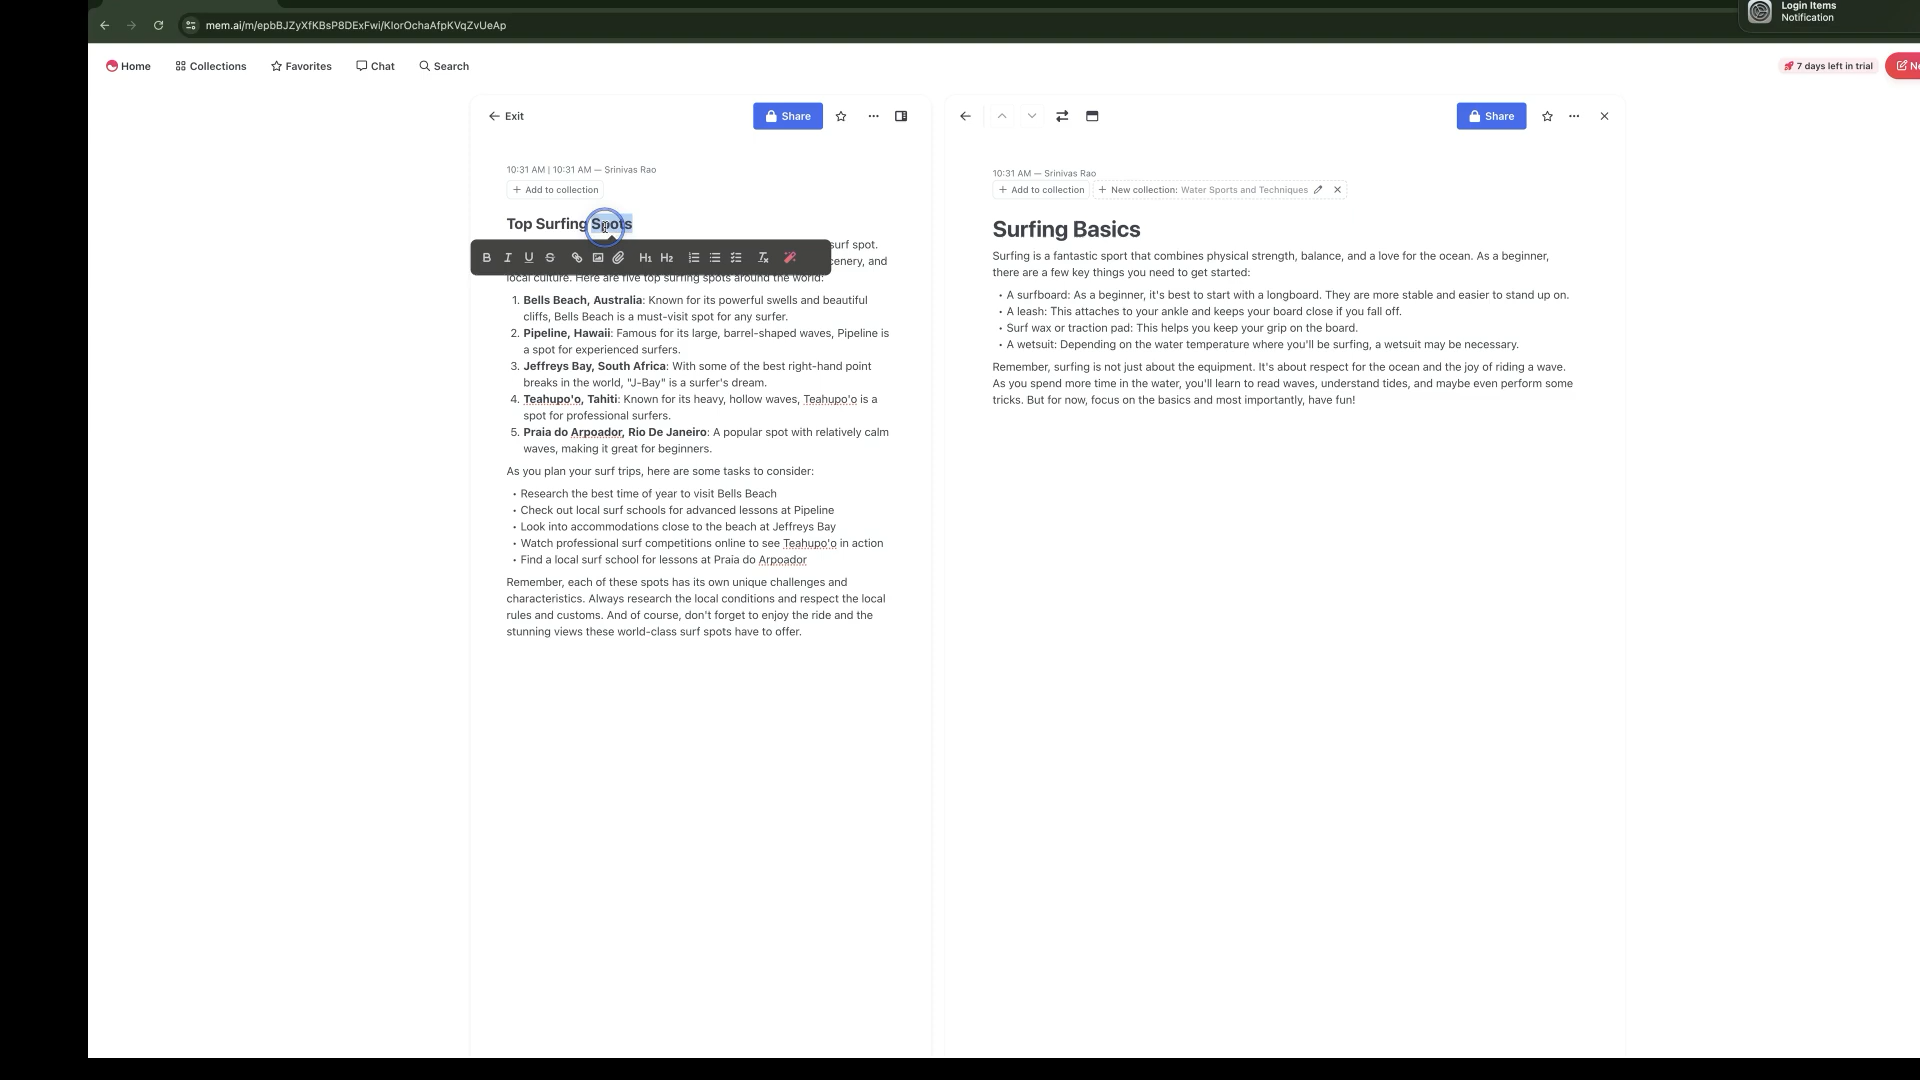 mem.ai/m/epbBJZyXfKBsP8DExFwi/KlorOchaAfpKVqZvUeAp
Login Items
Notification
Home
Collections
Favorites
Chat
Search
7 days left in trial
Exit
Share
10:31 AM | 10:31 AM — Srinivas Rao
+ Add to collection
Top Surfing Spots
B I U S H1 H2
surf spot.
cenery, and
local culture. Here are five top surfing spots around the world:
1. Bells Beach, Australia: Known for its powerful swells and beautiful
cliffs, Bells Beach is a must-visit spot for any surfer.
2. Pipeline, Hawaii: Famous for its large, barrel-shaped waves, Pipeline is
a spot for experienced surfers.
3. Jeffreys Bay, South Africa: With some of the best right-hand point
breaks in the world, "J-Bay" is a surfer's dream.
4. Teahupo'o, Tahiti: Known for its heavy, hollow waves, Teahupo'o is a
spot for professional surfers.
5. Praia do Arpoador, Rio De Janeiro: A popular spot with relatively calm
waves, making it great for beginners.
As you plan your surf trips, here are some tasks to consider:
• Research the best time of year to visit Bells Beach
• Check out local surf schools for advanced lessons at Pipeline
• Look into accommodations close to the beach at Jeffreys Bay
• Watch professional surf competitions online to see Teahupo'o in action
• Find a local surf school for lessons at Praia do Arpoador
Remember, each of these spots has its own unique challenges and
characteristics. Always research the local conditions and respect the local
rules and customs. And of course, don't forget to enjoy the ride and the
stunning views these world-class surf spots have to offer.
Share
10:31 AM — Srinivas Rao
+ Add to collection + New collection: Water Sports and Techniques
Surfing Basics
Surfing is a fantastic sport that combines physical strength, balance, and a love for the ocean. As a beginner,
there are a few key things you need to get started:
• A surfboard: As a beginner, it's best to start with a longboard. They are more stable and easier to stand up on.
• A leash: This attaches to your ankle and keeps your board close if you fall off.
• Surf wax or traction pad: This helps you keep your grip on the board.
• A wetsuit: Depending on the water temperature where you'll be surfing, a wetsuit may be necessary.
Remember, surfing is not just about the equipment. It's about respect for the ocean and the joy of riding a wave.
As you spend more time in the water, you'll learn to read waves, understand tides, and maybe even perform some
tricks. But for now, focus on the basics and most importantly, have fun!